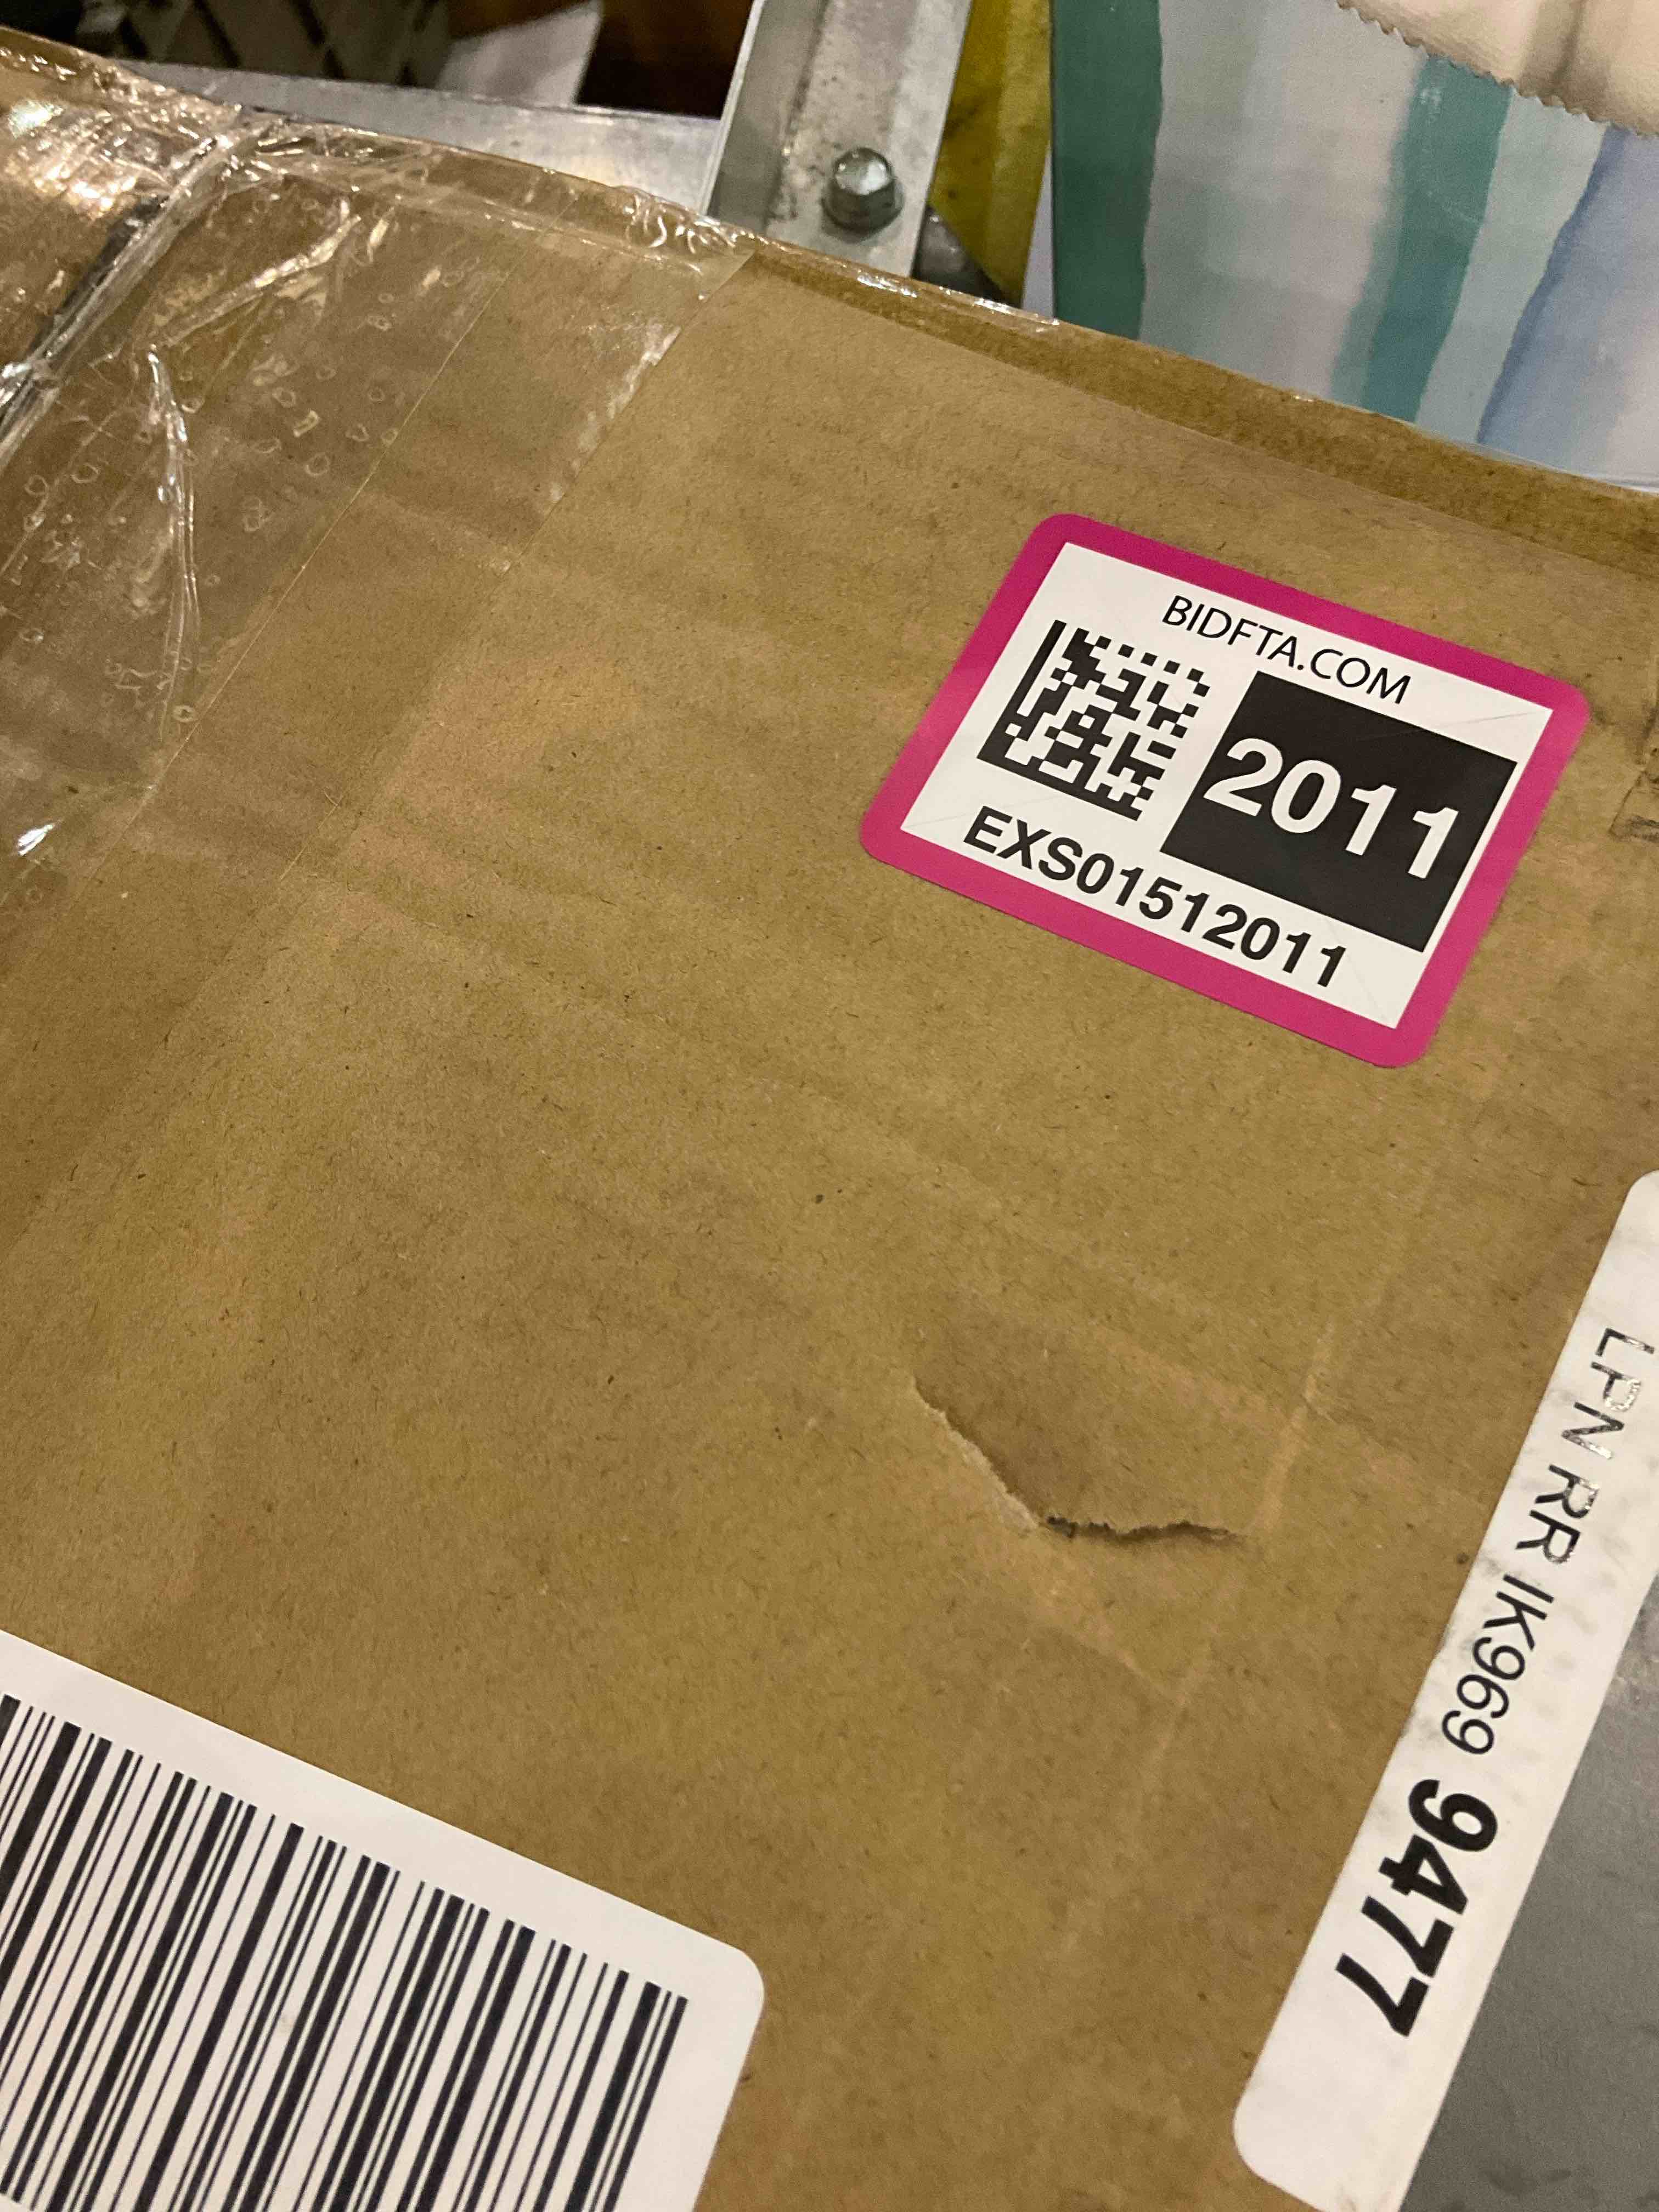 BIDFTA.COM
2011
EXS01512011
LPN RR IK969 9477